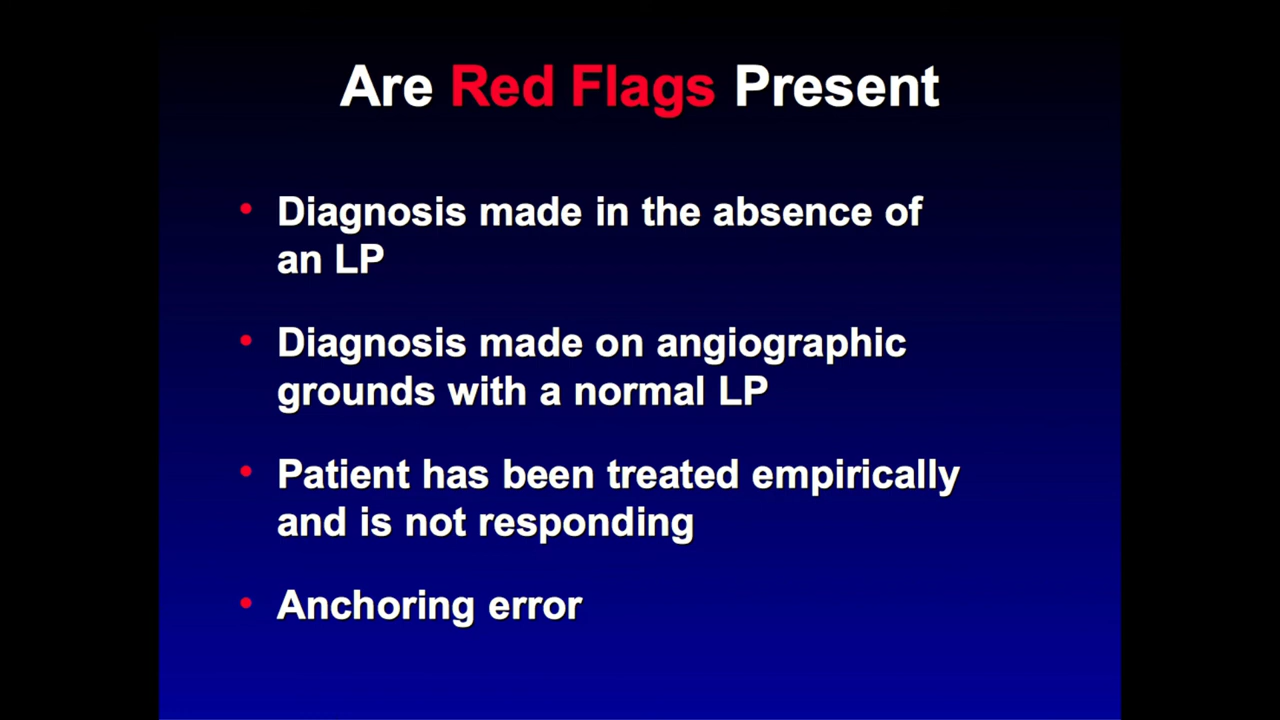 Are Red Flags Present
• Diagnosis made in the absence of
an LP
• Diagnosis made on angiographic
grounds with a normal LP
• Patient has been treated empirically
and is not responding
• Anchoring error